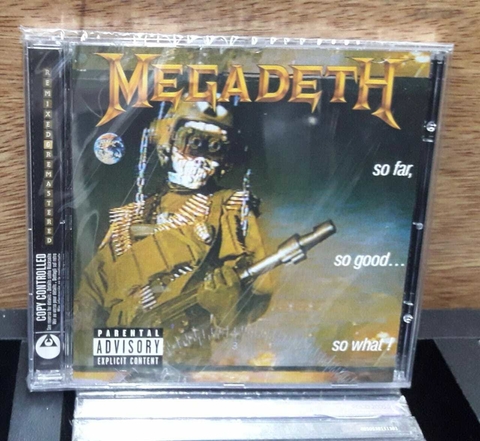 MEGADETH
so far,
so good...
so what!
PARENTAL
ADVISORY
EXPLICIT CONTENT
REMIXED & REMASTERED
COPY CONTROLLED